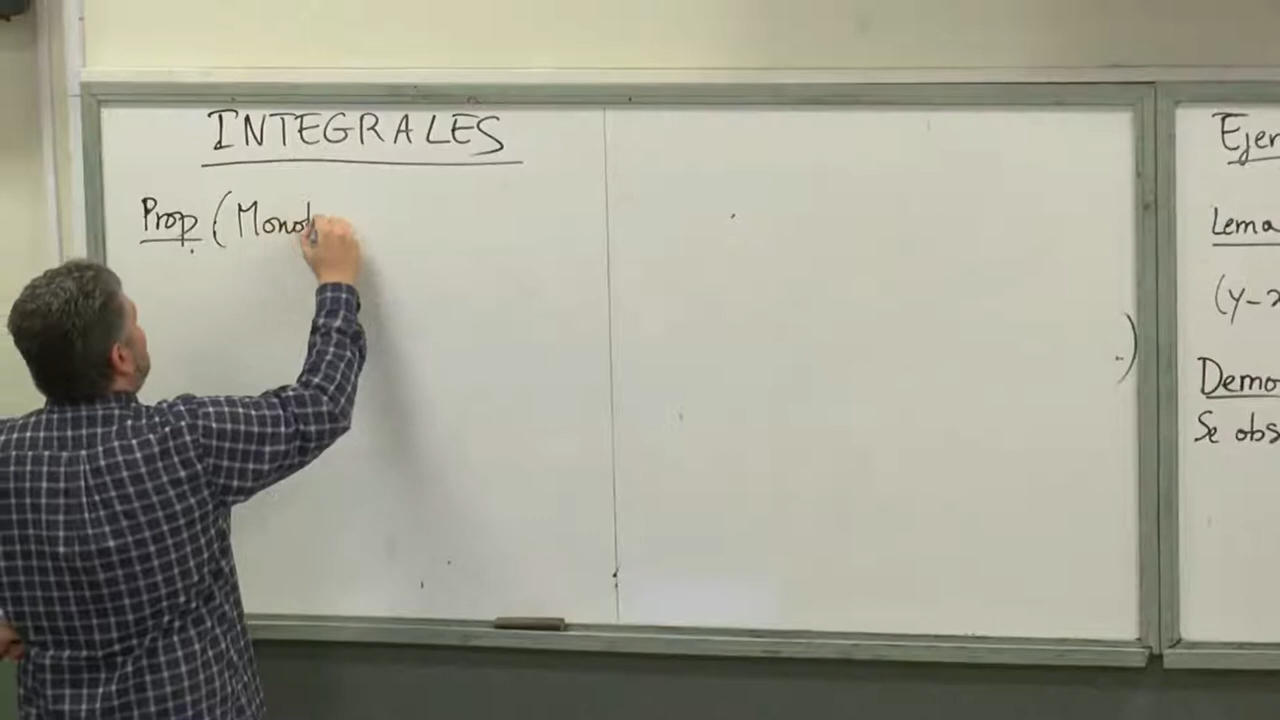 INTEGRALES
Prop (Monot
)
Ejer
Lema
(y-x
Demo
Se obs